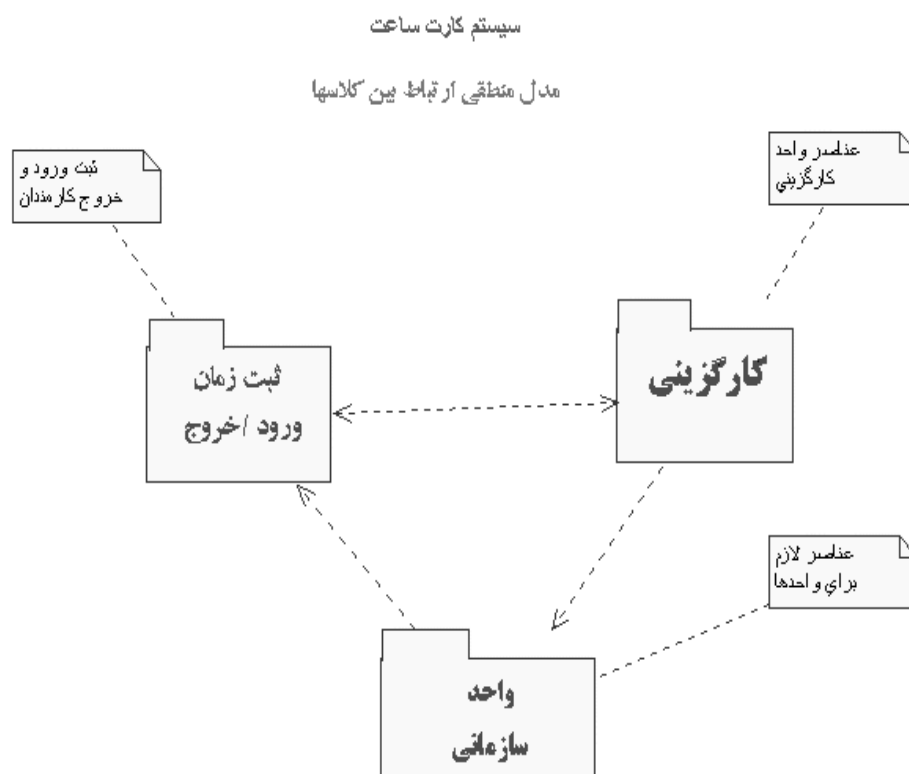 سیستم کارت ساعت
مدل منطقی ارتباط بین کلاسها
عناصر واحد
کارگزینی
ثبت ورود و
خروج کارمندان
کارگزینی
ثبت زمان
ورود / خروج
عناصر لازم
براي واحدها
واحد
سازمانی